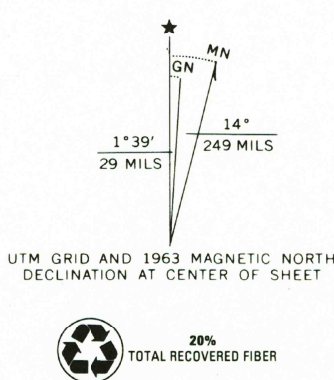 ★
MN
GN
1°39′
29 MILS
14°
249 MILS
UTM GRID AND 1963 MAGNETIC NORTH
DECLINATION AT CENTER OF SHEET
20%
TOTAL RECOVERED FIBER